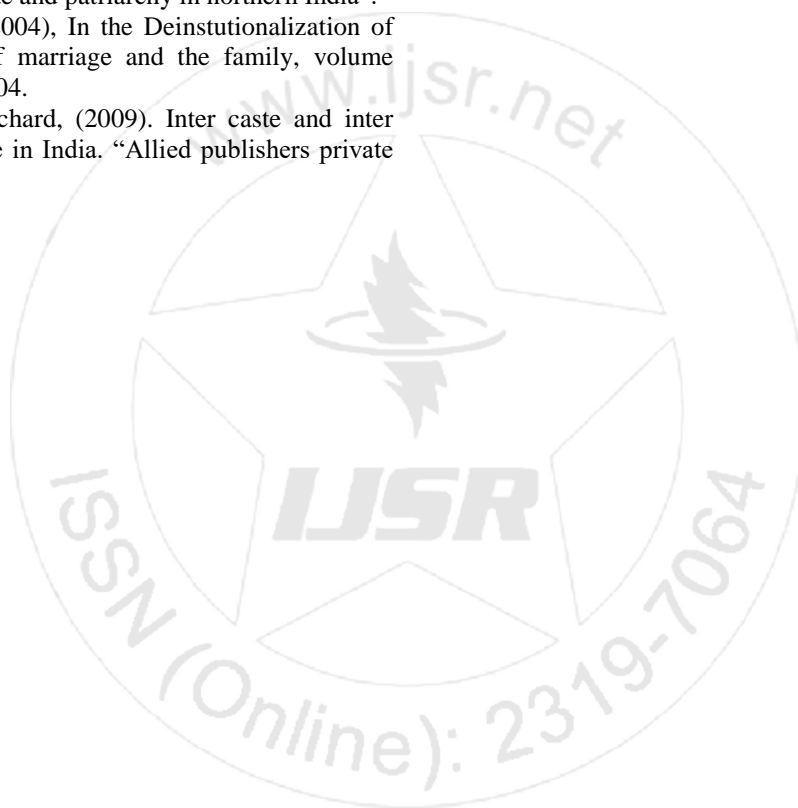 and patriarchy in northern India”.
2004), In the Deinstutionalization of
f marriage and the family, volume
04.
chard, (2009). Inter caste and inter
e in India. “Allied publishers private
www.ijsr.net
IJSR
ISSN (Online): 2319-7064